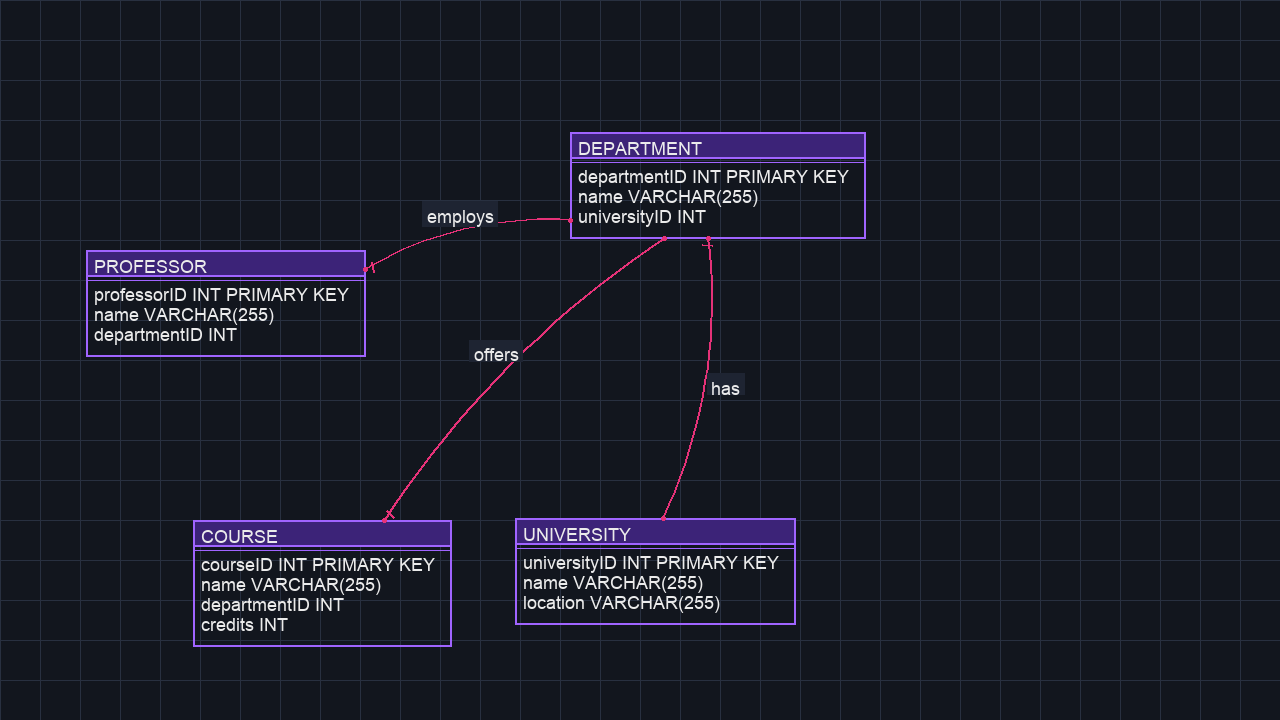 DEPARTMENT
departmentID INT PRIMARY KEY
name VARCHAR(255)
universityID INT
employs
PROFESSOR
professorID INT PRIMARY KEY
name VARCHAR(255)
departmentID INT
offers
has
COURSE
courseID INT PRIMARY KEY
name VARCHAR(255)
departmentID INT
credits INT
UNIVERSITY
universityID INT PRIMARY KEY
name VARCHAR(255)
location VARCHAR(255)